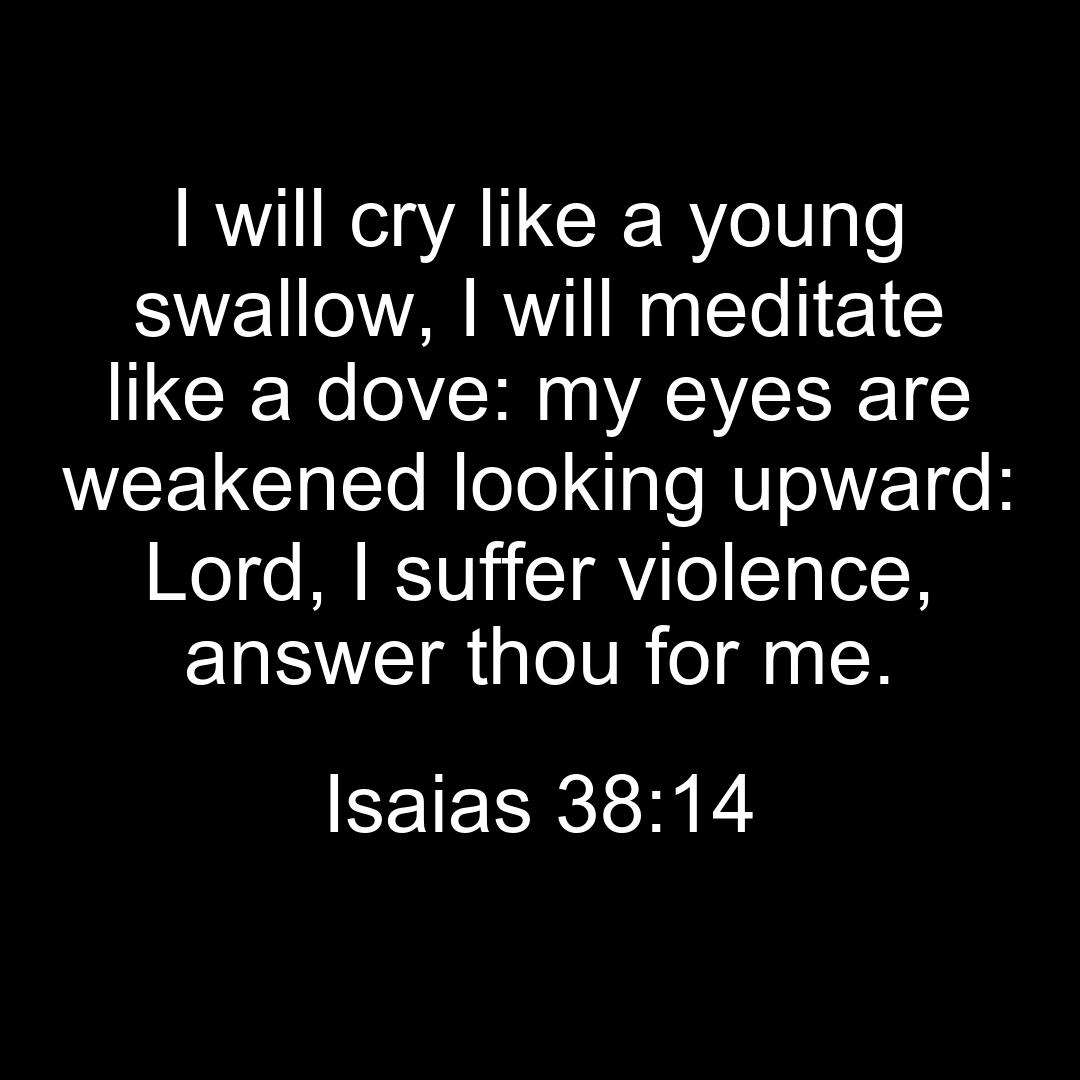 I will cry like a young
swallow, I will meditate
like a dove: my eyes are
weakened looking upward:
Lord, I suffer violence,
answer thou for me.
Isaias 38:14